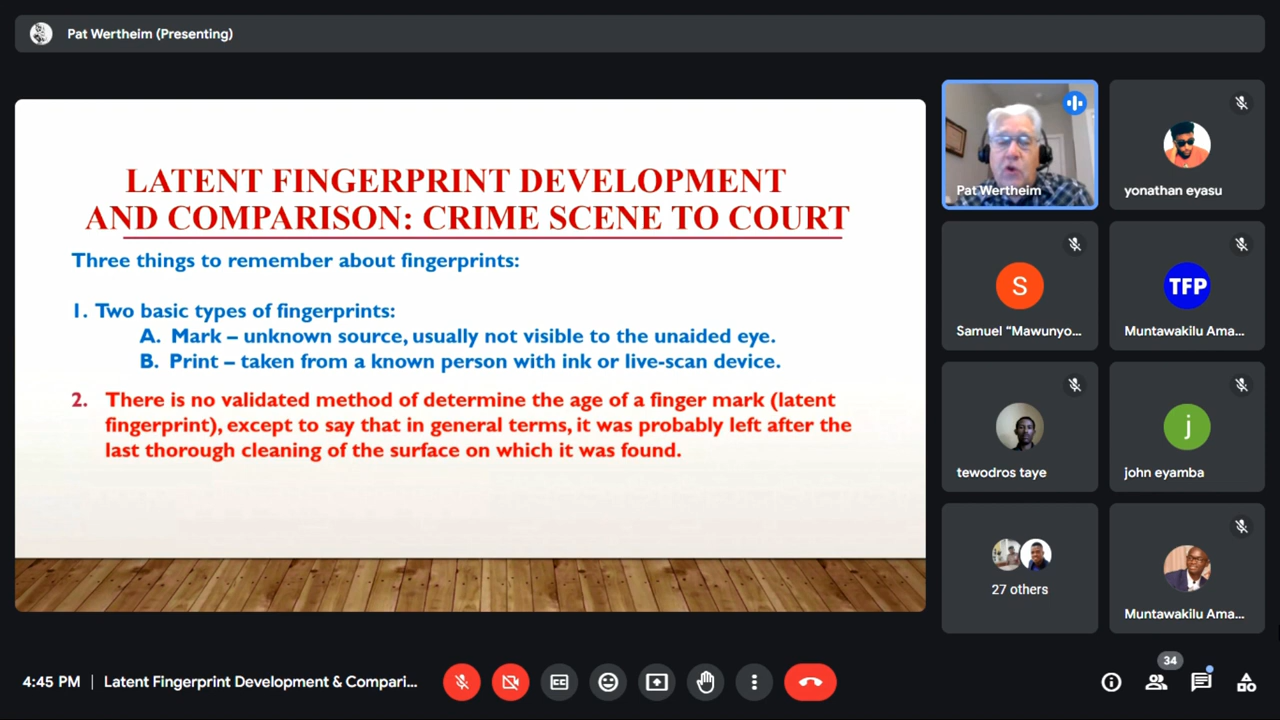 Pat Wertheim (Presenting)
LATENT FINGERPRINT DEVELOPMENT
AND COMPARISON: CRIME SCENE TO COURT
Three things to remember about fingerprints:
1. Two basic types of fingerprints:
A. Mark – unknown source, usually not visible to the unaided eye.
B. Print – taken from a known person with ink or live-scan device.
2. There is no validated method of determine the age of a finger mark (latent
fingerprint), except to say that in general terms, it was probably left after the
last thorough cleaning of the surface on which it was found.
Pat Wertheim
yonathan eyasu
S
Samuel "Mawunyo...
TFP
Muntawakilu Ama...
tewodros taye
j
john eyamba
27 others
Muntawakilu Ama...
4:45 PM | Latent Fingerprint Development & Compari...
CC
34